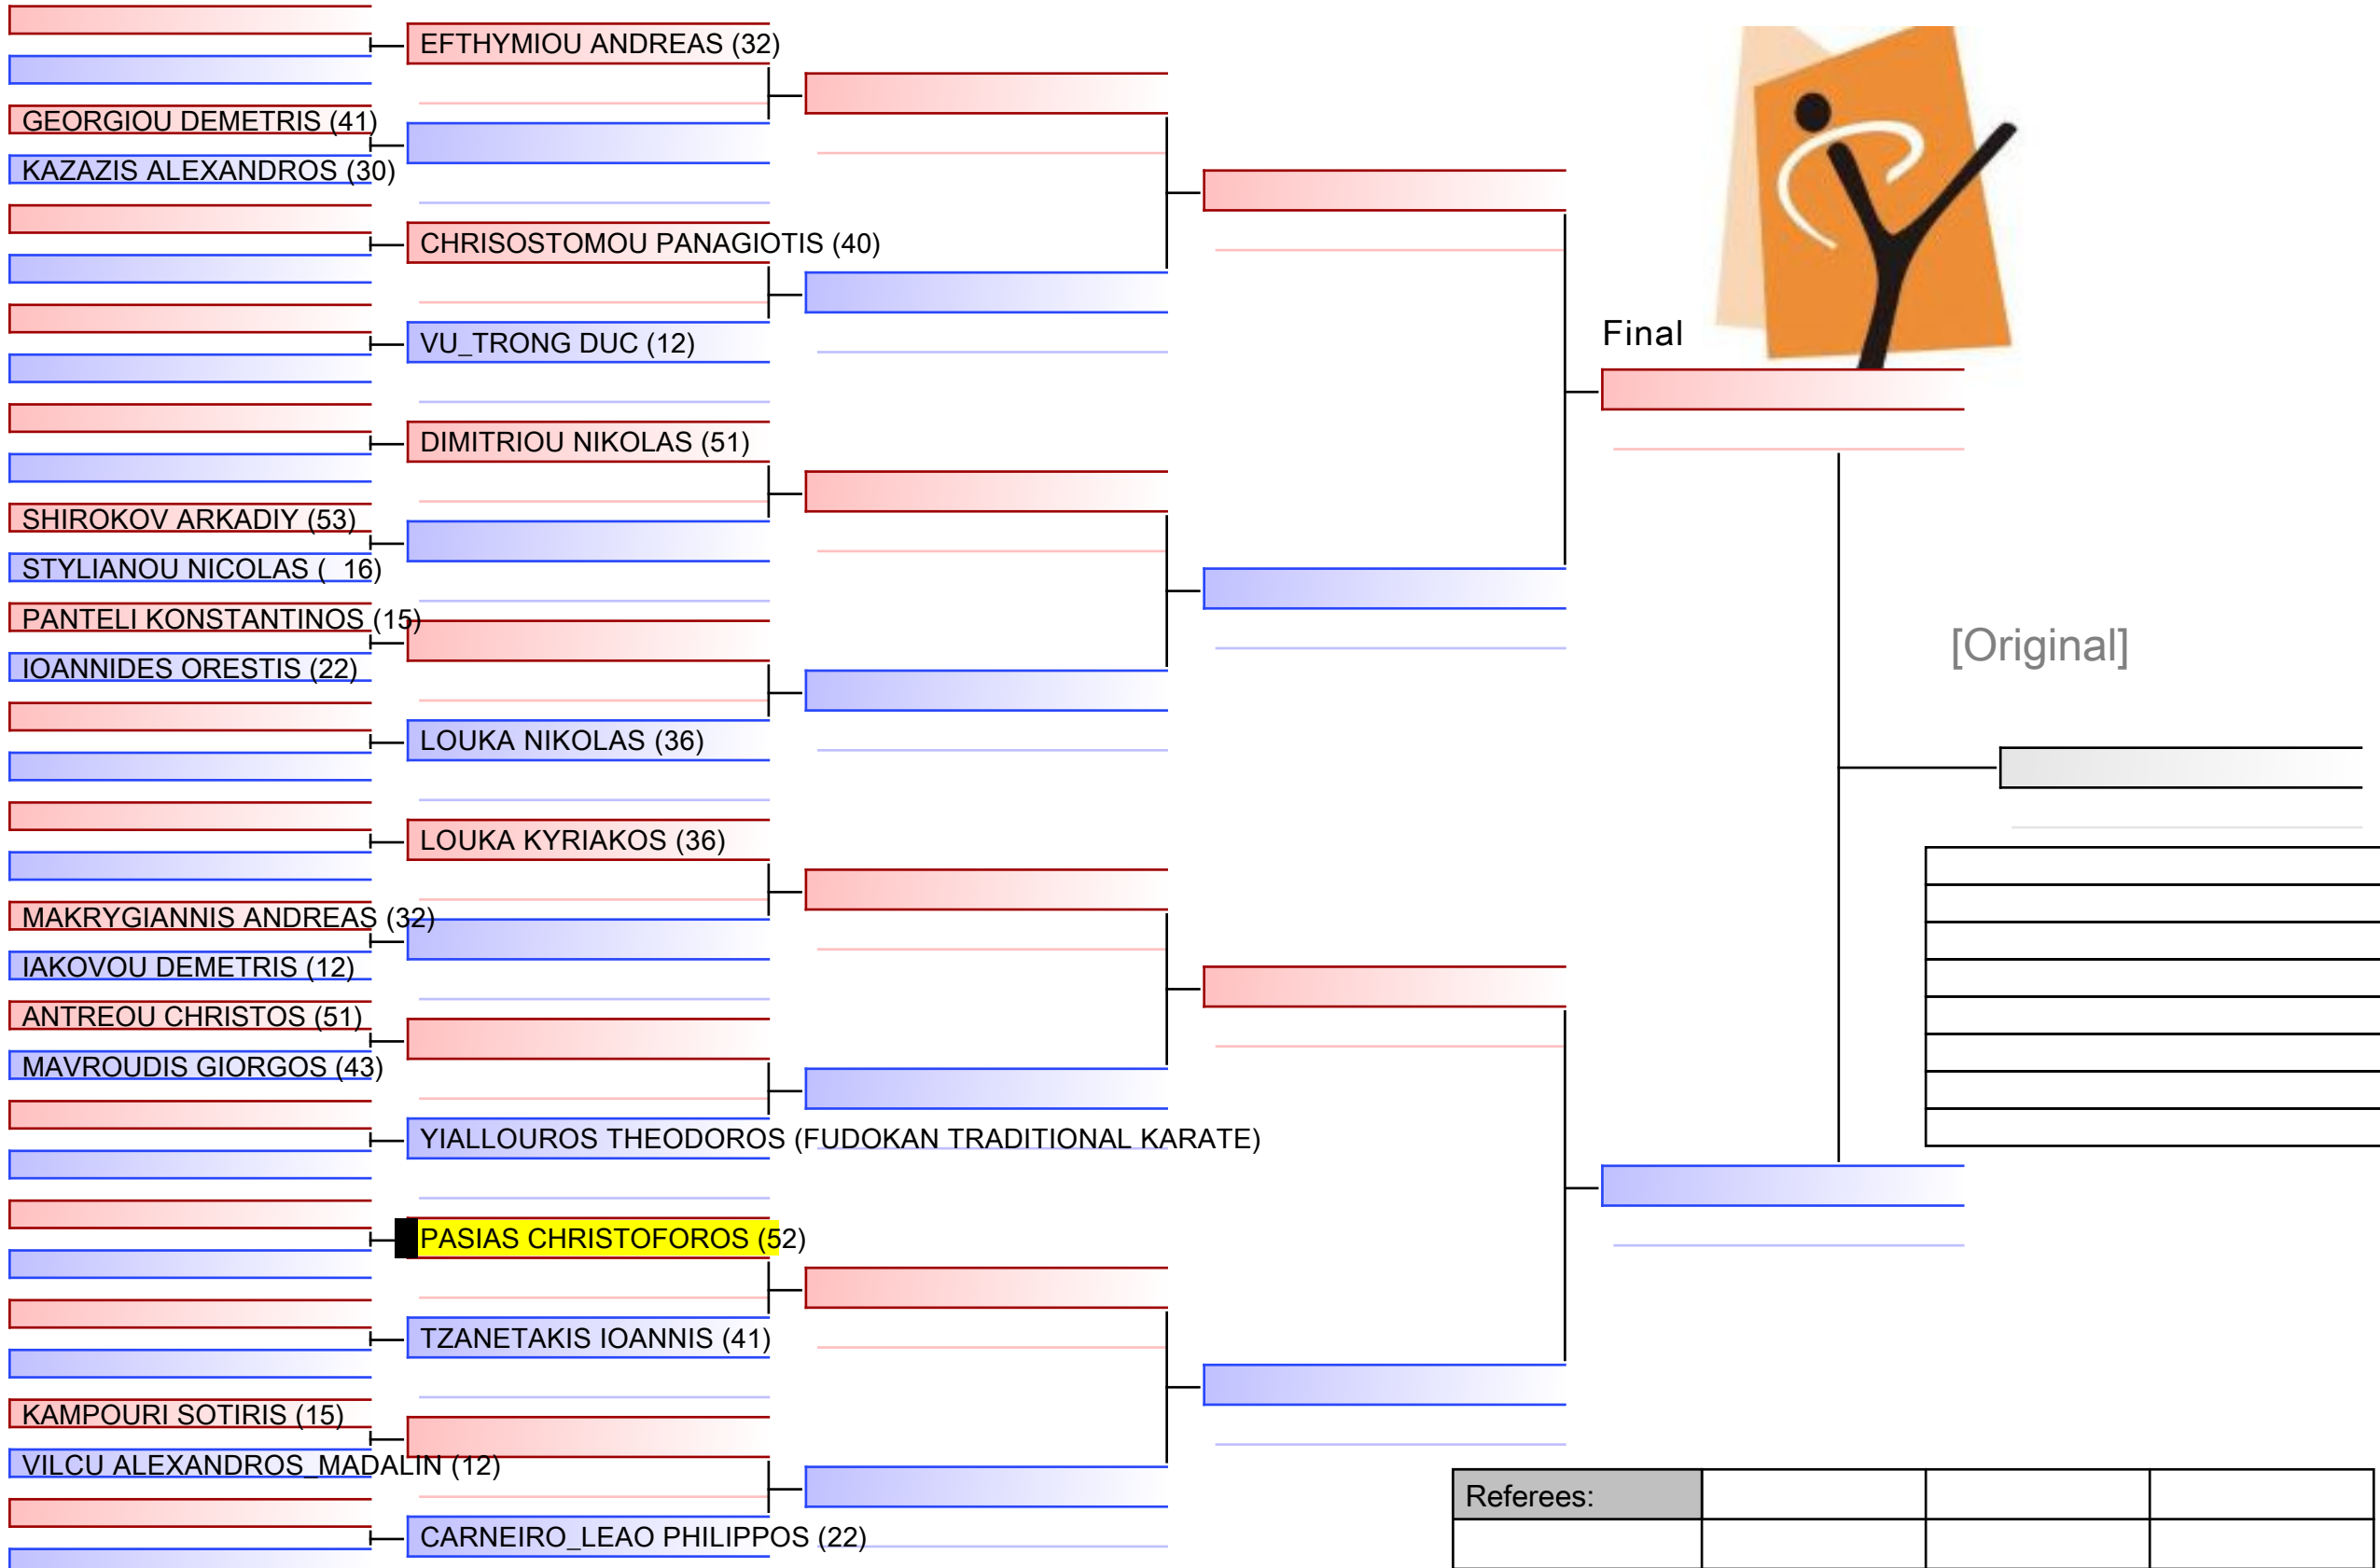 EFTHYMIOU ANDREAS (32)
GEORGIOU DEMETRIS (41)
KAZAZIS ALEXANDROS (30)
CHRISOSTOMOU PANAGIOTIS (40)
Final
VU_TRONG DUC (12)
DIMITRIOU NIKOLAS (51)
SHIROKOV ARKADIY (53)
STYLIANOU NICOLAS (  16)
PANTELI KONSTANTINOS (15)
[Original]
IOANNIDES ORESTIS (22)
LOUKA NIKOLAS (36)
LOUKA KYRIAKOS (36)
MAKRYGIANNIS ANDREAS (32)
IAKOVOU DEMETRIS (12)
ANTREOU CHRISTOS (51)
MAVROUDIS GIORGOS (43)
YIALLOUROS THEODOROS (FUDOKAN TRADITIONAL KARATE)
PASIAS CHRISTOFOROS (52)
TZANETAKIS IOANNIS (41)
KAMPOURI SOTIRIS (15)
VILCU ALEXANDROS_MADALIN (12)
Referees:
CARNEIRO_LEAO PHILIPPOS (22)